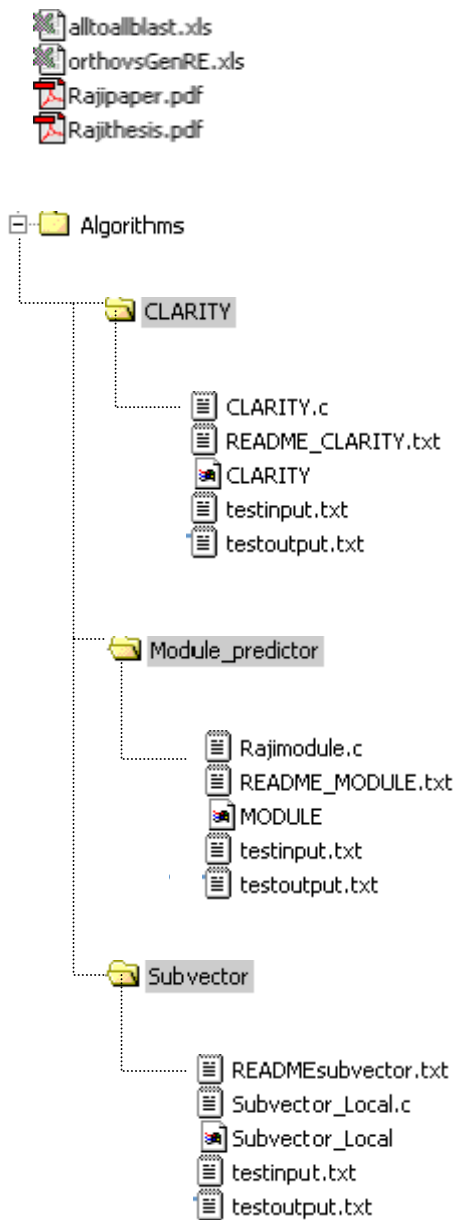 alltoallblast.xls
orthovsGenRE.xls
Rajipaper.pdf
Rajithesis.pdf
Algorithms
CLARITY
CLARITY.c
README_CLARITY.txt
CLARITY
testinput.txt
testoutput.txt
Module_predictor
Rajimodule.c
README_MODULE.txt
MODULE
testinput.txt
testoutput.txt
Subvector
READMEsubvector.txt
Subvector_Local.c
Subvector_Local
testinput.txt
testoutput.txt